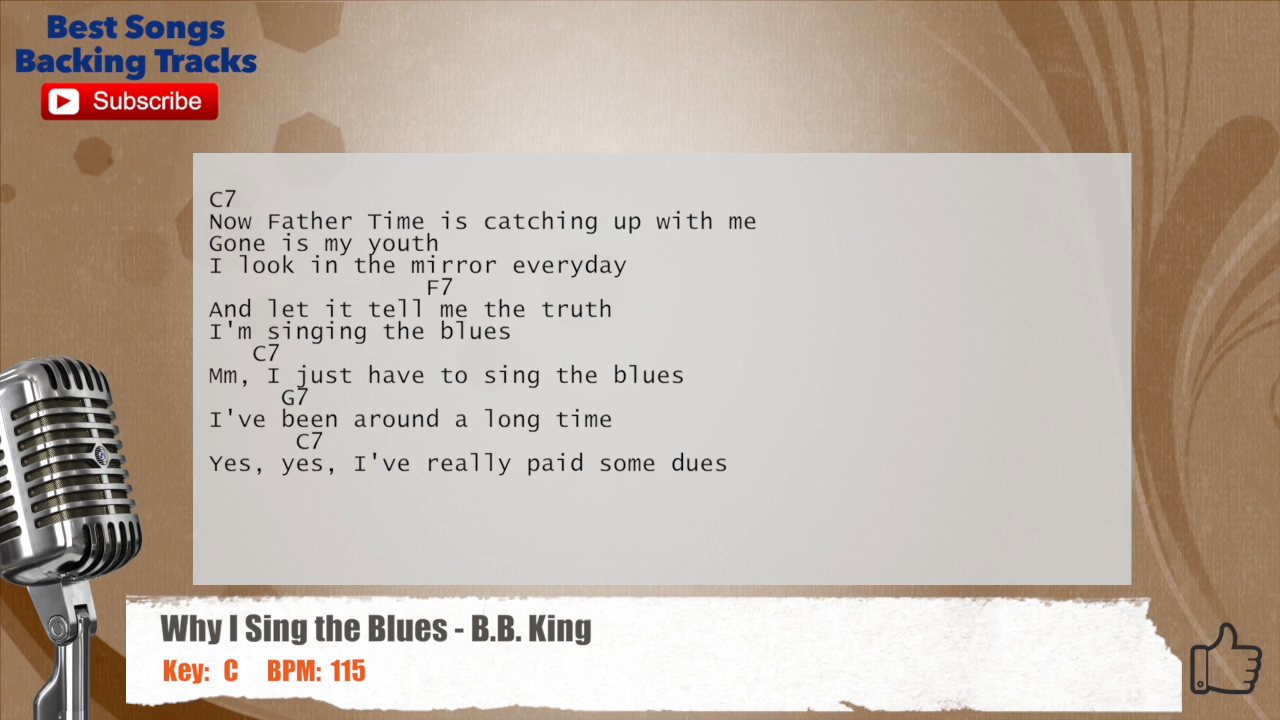 Best Songs
Backing Tracks
Subscribe
C7
Now Father Time is catching up with me
Gone is my youth
I look in the mirror everyday
F7
And let it tell me the truth
I'm singing the blues
C7
Mm, I just have to sing the blues
G7
I've been around a long time
C7
Yes, yes, I've really paid some dues
Why I Sing the Blues - B.B. King
Key: C BPM: 115